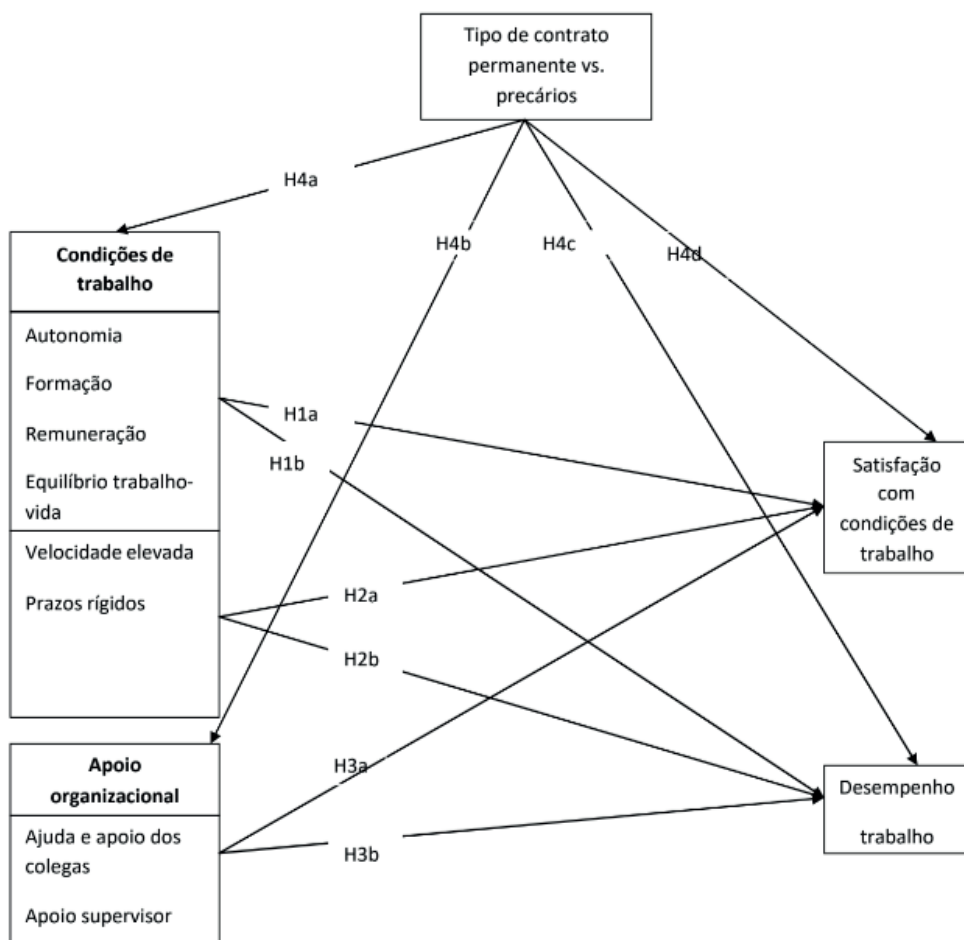 Tipo de contrato
permanente vs.
precários
H4a
H4b
H4c
H4d
Condições de
trabalho
Autonomia
Formação
Remuneração
Equilíbrio trabalho-
vida
Velocidade elevada
Prazos rígidos
H1a
H1b
H2a
H2b
Satisfação
com
condições de
trabalho
Apoio
organizacional
Ajuda e apoio dos
colegas
Apoio supervisor
H3a
H3b
Desempenho
trabalho